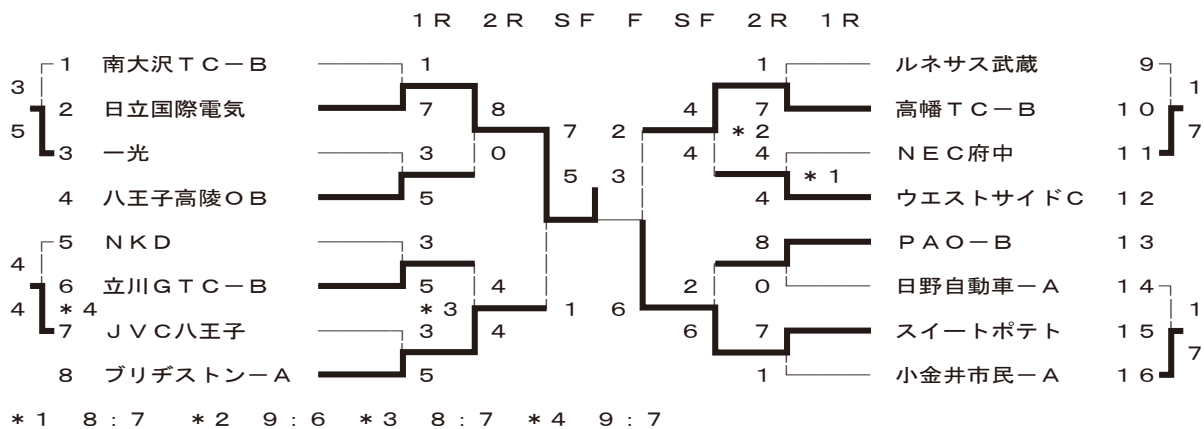 1R 2R SF F SF 2R 1R
1 南大沢TC－B 1 1 ルネサス武蔵 9
3 1
2 日立国際電気 7 8 4 7 高幡TC－B 10
5 7 2 *2 7
3 一光 3 0 4 4 NEC府中 11
5 3 *1
4 八王子高陵OB 5 4 ウエストサイドC 12
5 NKD 3 8 PAO－B 13
4
6 立川GTC－B 5 4 2 0 日野自動車－A 14
4 *4 *3 1 6 1
7 JVC八王子 3 4 6 7 スイートポテト 15
7
8 ブリヂストン－A 5 1 小金井市民－A 16
*1 8：7 *2 9：6 *3 8：7 *4 9：7